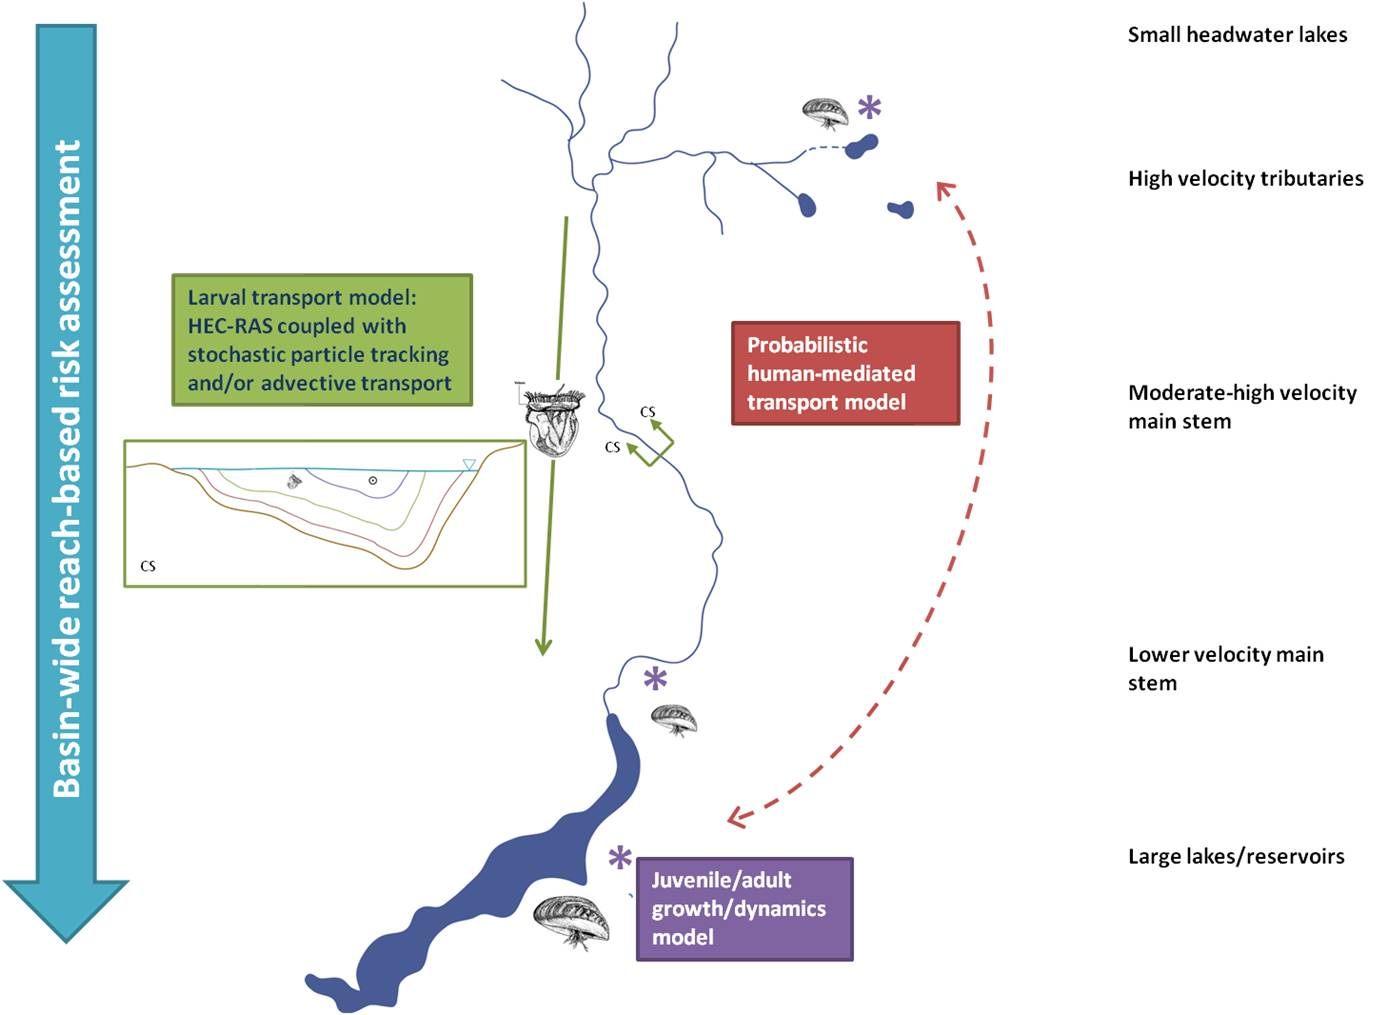 Basin-wide reach-based risk assessment
Small headwater lakes
High velocity tributaries
Larval transport model:
HEC-RAS coupled with
stochastic particle tracking
and/or advective transport
Probabilistic
human-mediated
transport model
Moderate-high velocity
main stem
CS
CS
CS
Lower velocity main
stem
Large lakes/reservoirs
Juvenile/adult
growth/dynamics
model